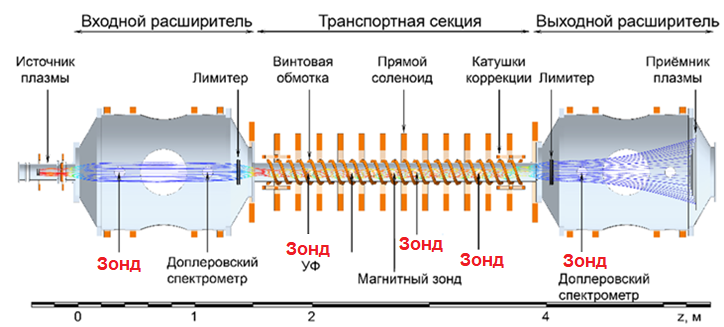 Входной расширитель
Транспортная секция
Выходной расширитель
Источник
плазмы
Лимитер
Винтовая
обмотка
Прямой
соленоид
Катушки
коррекции
Лимитер
Приёмник
плазмы
Зонд
Доплеровский
спектрометр
Зонд
УФ
Магнитный зонд
Зонд
Зонд
Зонд
Доплеровский
спектрометр
0 1 2 4 z, м